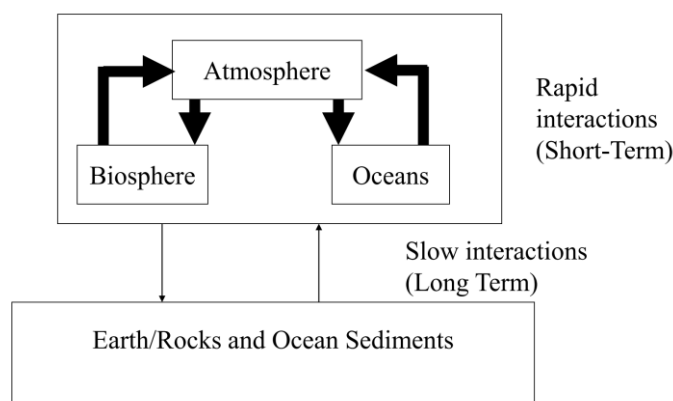 Atmosphere
Rapid
interactions
(Short-Term)
Biosphere
Oceans
Slow interactions
(Long Term)
Earth/Rocks and Ocean Sediments